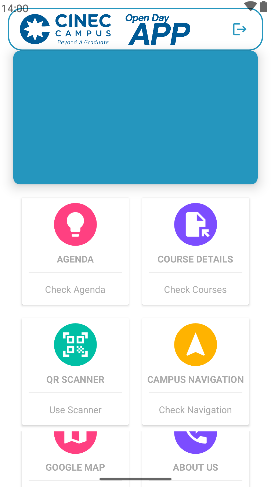 14:00
CINEC
CAMPUS
Beyond A Graduate
Open Day
APP
AGENDA
Check Agenda
COURSE DETAILS
Check Courses
QR SCANNER
Use Scanner
CAMPUS NAVIGATION
Check Navigation
GOOGLE MAP
ABOUT US